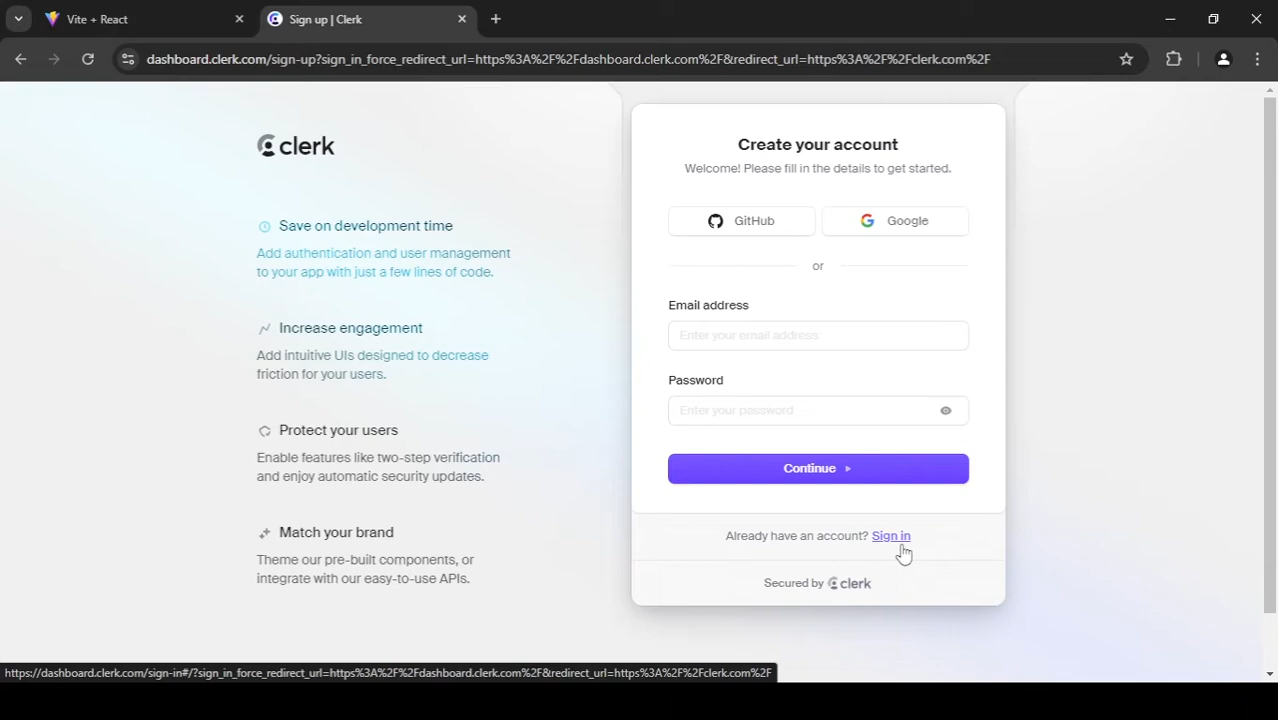 Vite + React
Sign up | Clerk
dashboard.clerk.com/sign-up?sign_in_force_redirect_url=https%3A%2F%2Fdashboard.clerk.com%2F&redirect_url=https%3A%2F%2Fclerk.com%2F
clerk
Save on development time
Add authentication and user management
to your app with just a few lines of code.
Increase engagement
Add intuitive UIs designed to decrease
friction for your users.
Protect your users
Enable features like two-step verification
and enjoy automatic security updates.
Match your brand
Theme our pre-built components, or
integrate with our easy-to-use APIs.
Create your account
Welcome! Please fill in the details to get started.
GitHub
Google
or
Email address
Enter your email address
Password
Enter your password
Continue
Already have an account? Sign in
Secured by clerk
https://dashboard.clerk.com/sign-in#/?sign_in_force_redirect_url=https%3A%2F%2Fdashboard.clerk.com%2F&redirect_url=https%3A%2F%2Fclerk.com%2F